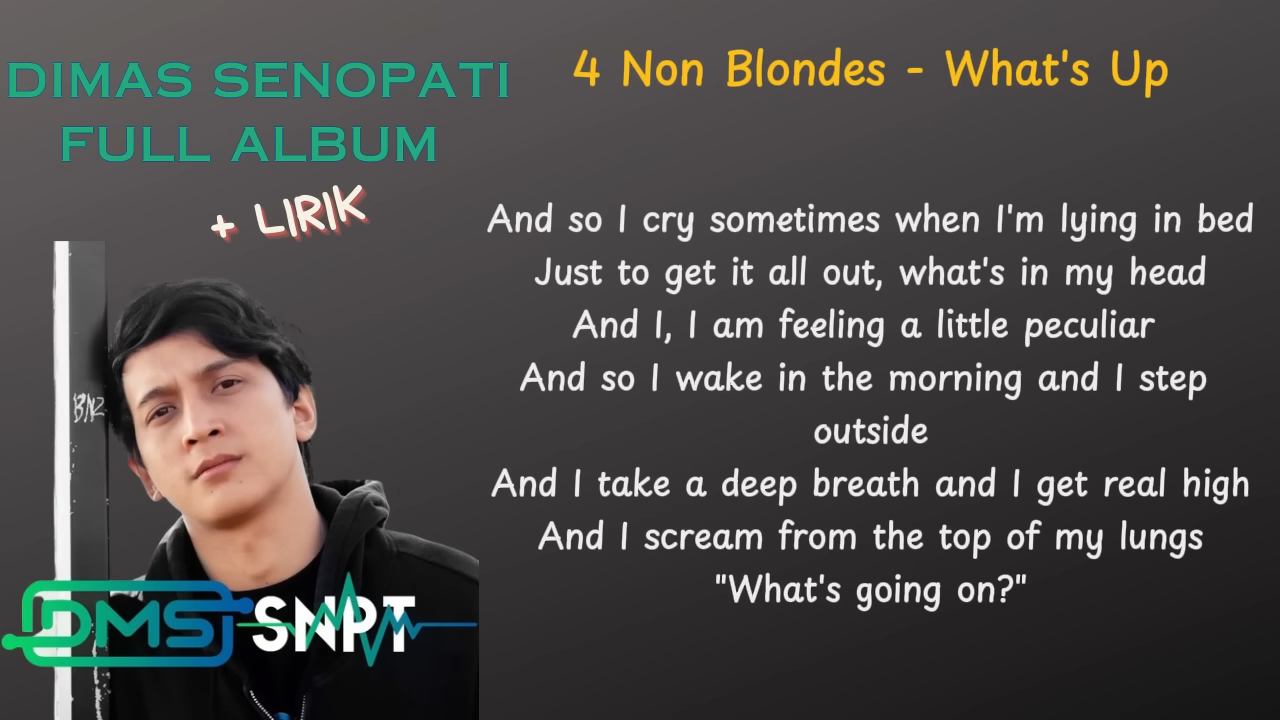 DIMAS SENOPATI
FULL ALBUM
+ LIRIK
BNZ
DMS SNPT
4 Non Blondes - What's Up
And so I cry sometimes when I'm lying in bed
Just to get it all out, what's in my head
And I, I am feeling a little peculiar
And so I wake in the morning and I step
outside
And I take a deep breath and I get real high
And I scream from the top of my lungs
"What's going on?"